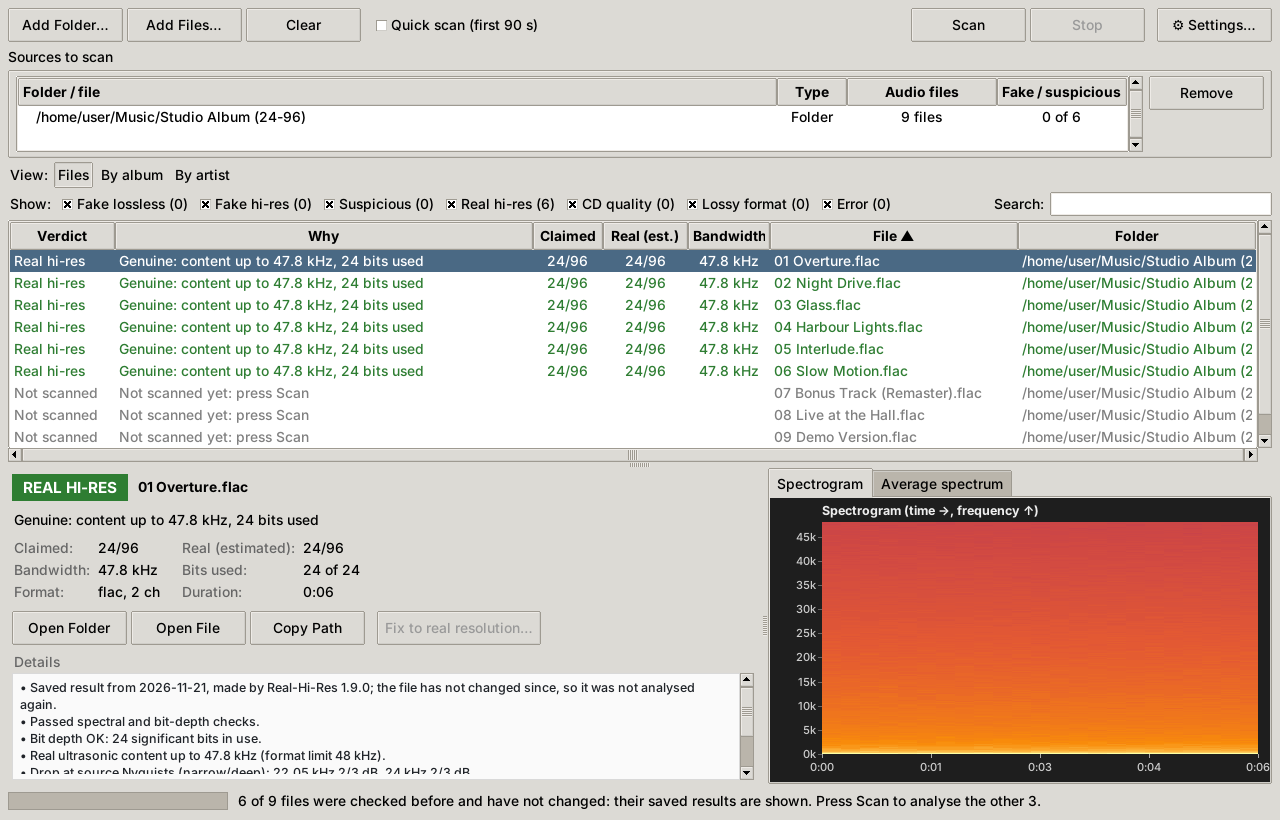 Add Folder... Add Files... Clear Quick scan (first 90 s) Scan Stop ⚙ Settings...
Sources to scan
Folder / file Type Audio files Fake / suspicious Remove
/home/user/Music/Studio Album (24-96) Folder 9 files 0 of 6
View: Files By album By artist
Show: Fake lossless (0) Fake hi-res (0) Suspicious (0) Real hi-res (6) CD quality (0) Lossy format (0) Error (0) Search:
Verdict Why Claimed Real (est.) Bandwidth File ▲ Folder
Real hi-res Genuine: content up to 47.8 kHz, 24 bits used 24/96 24/96 47.8 kHz 01 Overture.flac /home/user/Music/Studio Album (2
Real hi-res Genuine: content up to 47.8 kHz, 24 bits used 24/96 24/96 47.8 kHz 02 Night Drive.flac /home/user/Music/Studio Album (2
Real hi-res Genuine: content up to 47.8 kHz, 24 bits used 24/96 24/96 47.8 kHz 03 Glass.flac /home/user/Music/Studio Album (2
Real hi-res Genuine: content up to 47.8 kHz, 24 bits used 24/96 24/96 47.8 kHz 04 Harbour Lights.flac /home/user/Music/Studio Album (2
Real hi-res Genuine: content up to 47.8 kHz, 24 bits used 24/96 24/96 47.8 kHz 05 Interlude.flac /home/user/Music/Studio Album (2
Real hi-res Genuine: content up to 47.8 kHz, 24 bits used 24/96 24/96 47.8 kHz 06 Slow Motion.flac /home/user/Music/Studio Album (2
Not scanned Not scanned yet: press Scan 07 Bonus Track (Remaster).flac /home/user/Music/Studio Album (2
Not scanned Not scanned yet: press Scan 08 Live at the Hall.flac /home/user/Music/Studio Album (2
Not scanned Not scanned yet: press Scan 09 Demo Version.flac /home/user/Music/Studio Album (2
REAL HI-RES 01 Overture.flac
Genuine: content up to 47.8 kHz, 24 bits used
Claimed: 24/96 Real (estimated): 24/96
Bandwidth: 47.8 kHz Bits used: 24 of 24
Format: flac, 2 ch Duration: 0:06
Open Folder Open File Copy Path Fix to real resolution...
Details
• Saved result from 2026-11-21, made by Real-Hi-Res 1.9.0; the file has not changed since, so it was not analysed
again.
• Passed spectral and bit-depth checks.
• Bit depth OK: 24 significant bits in use.
• Real ultrasonic content up to 47.8 kHz (format limit 48 kHz).
• Drop at source Nyquists (narrow/deep): 22.05 kHz 2/3 dB, 24 kHz 2/3 dB
Spectrogram Average spectrum
Spectrogram (time →, frequency ↑)
45k
40k
35k
30k
25k
20k
15k
10k
5k
0k
0:00 0:01 0:03 0:04 0:06
6 of 9 files were checked before and have not changed: their saved results are shown. Press Scan to analyse the other 3.